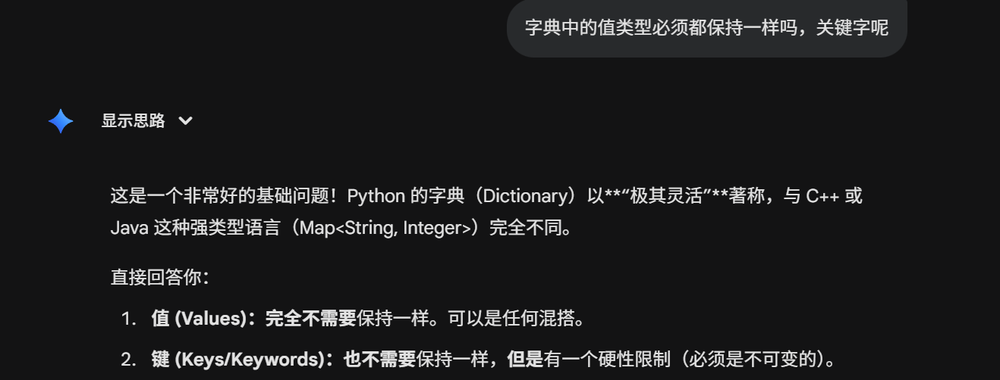 字典中的值类型必须都保持一样吗，关键字呢
显示思路
这是一个非常好的基础问题！Python 的字典（Dictionary）以**“极其灵活”**著称，与 C++ 或
Java 这种强类型语言（Map<String, Integer>）完全不同。
直接回答你：
1. 值 (Values)：完全不需要保持一样。可以是任何混搭。
2. 键 (Keys/Keywords)：也不需要保持一样，但是有一个硬性限制（必须是不可变的）。